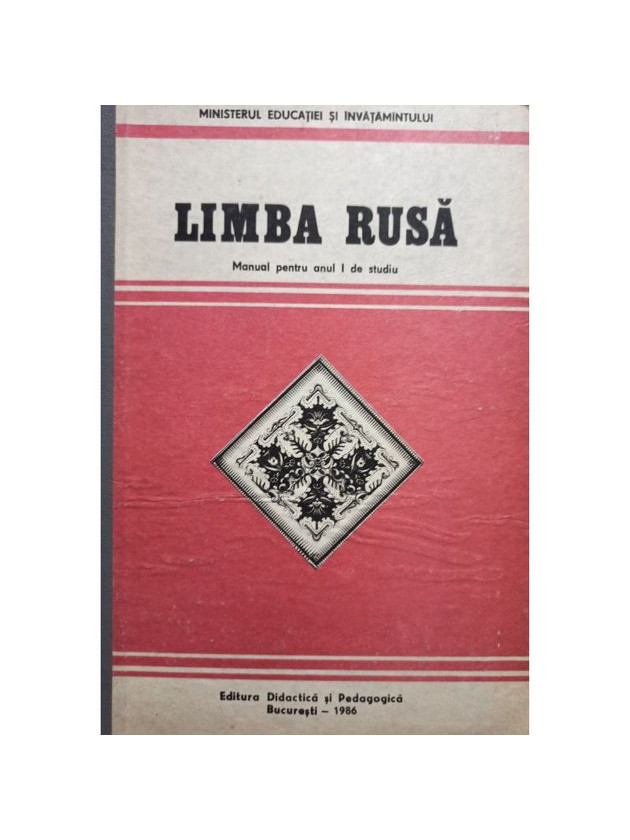 MINISTERUL EDUCAȚIEI ȘI ÎNVĂȚĂMÎNTULUI
LIMBA RUSĂ
Manual pentru anul I de studiu
Editura Didactică și Pedagogică
București – 1986